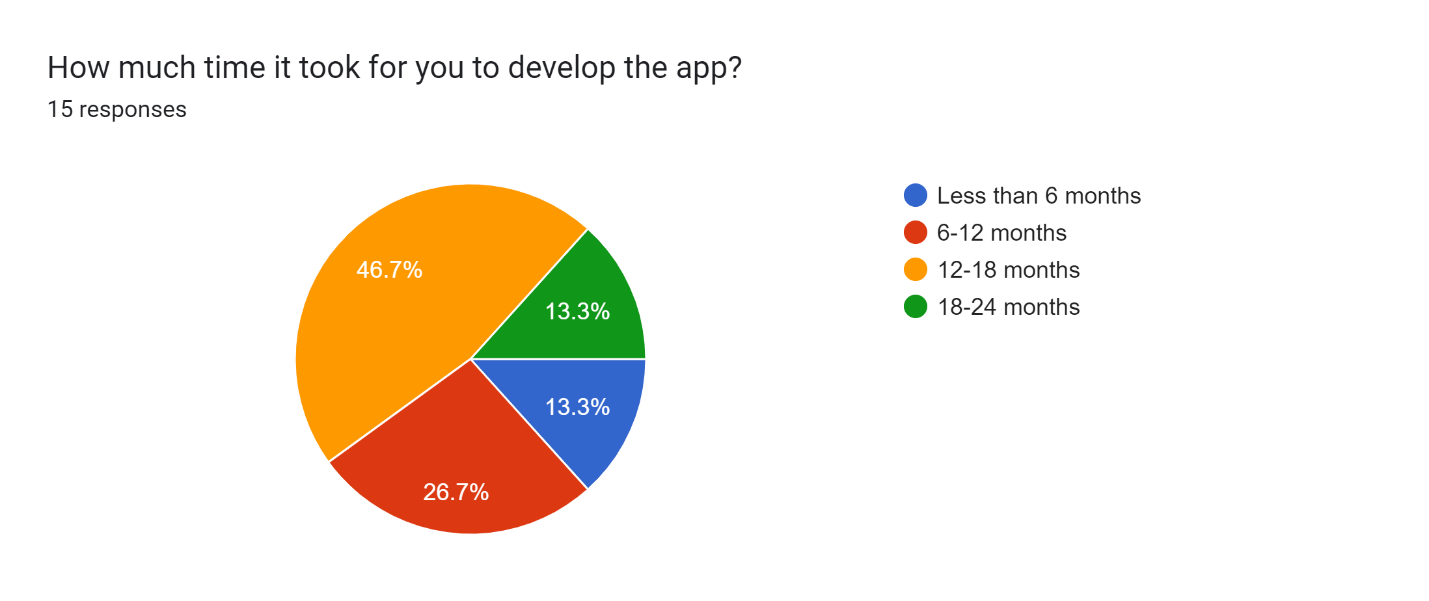 How much time it took for you to develop the app?
15 responses
46.7%
13.3%
13.3%
26.7%
Less than 6 months
6-12 months
12-18 months
18-24 months